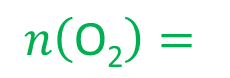 n(O₂) =